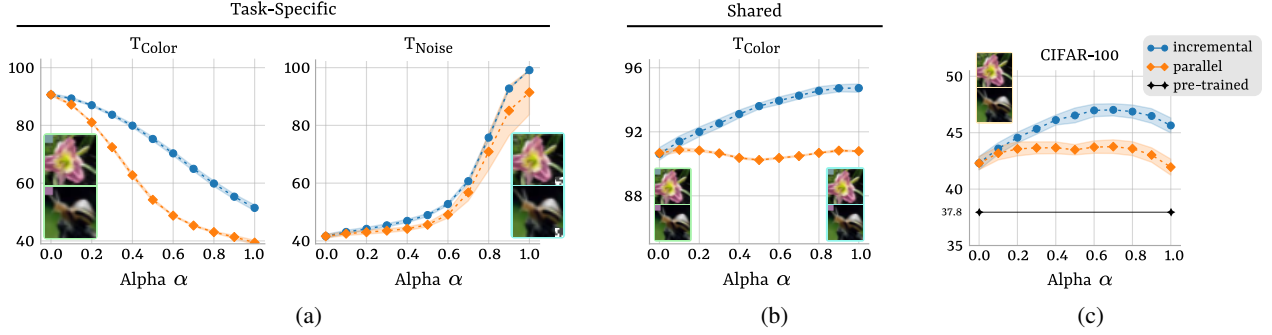 Task-Specific
Shared
T_Color
T_Noise
T_Color
CIFAR-100
incremental
parallel
pre-trained
100
80
60
40
0.0 0.2 0.4 0.6 0.8 1.0
Alpha α
100
80
60
40
0.0 0.2 0.4 0.6 0.8 1.0
Alpha α
(a)
96
92
88
0.0 0.2 0.4 0.6 0.8 1.0
Alpha α
(b)
50
45
40
37.8
35
0.0 0.2 0.4 0.6 0.8 1.0
Alpha α
(c)